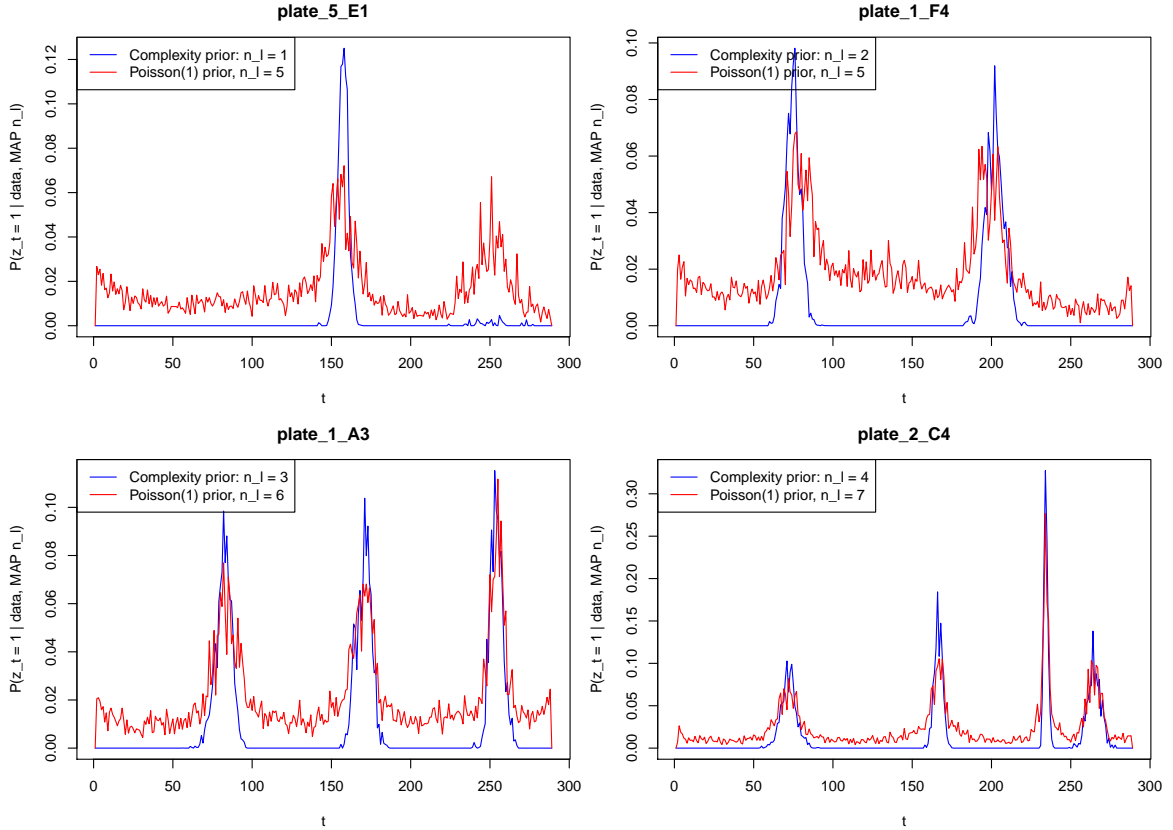 plate_5_E1
Complexity prior: n_l = 1
Poisson(1) prior, n_l = 5
P(z_t = 1 | data, MAP n_l)
0.00 0.02 0.04 0.06 0.08 0.10 0.12
0 50 100 150 200 250 300
t
plate_1_F4
Complexity prior: n_l = 2
Poisson(1) prior, n_l = 5
P(z_t = 1 | data, MAP n_l)
0.00 0.02 0.04 0.06 0.08 0.10
0 50 100 150 200 250 300
t
plate_1_A3
Complexity prior: n_l = 3
Poisson(1) prior, n_l = 6
P(z_t = 1 | data, MAP n_l)
0.00 0.02 0.04 0.06 0.08 0.10
0 50 100 150 200 250 300
t
plate_2_C4
Complexity prior: n_l = 4
Poisson(1) prior, n_l = 7
P(z_t = 1 | data, MAP n_l)
0.00 0.05 0.10 0.15 0.20 0.25 0.30
0 50 100 150 200 250 300
t